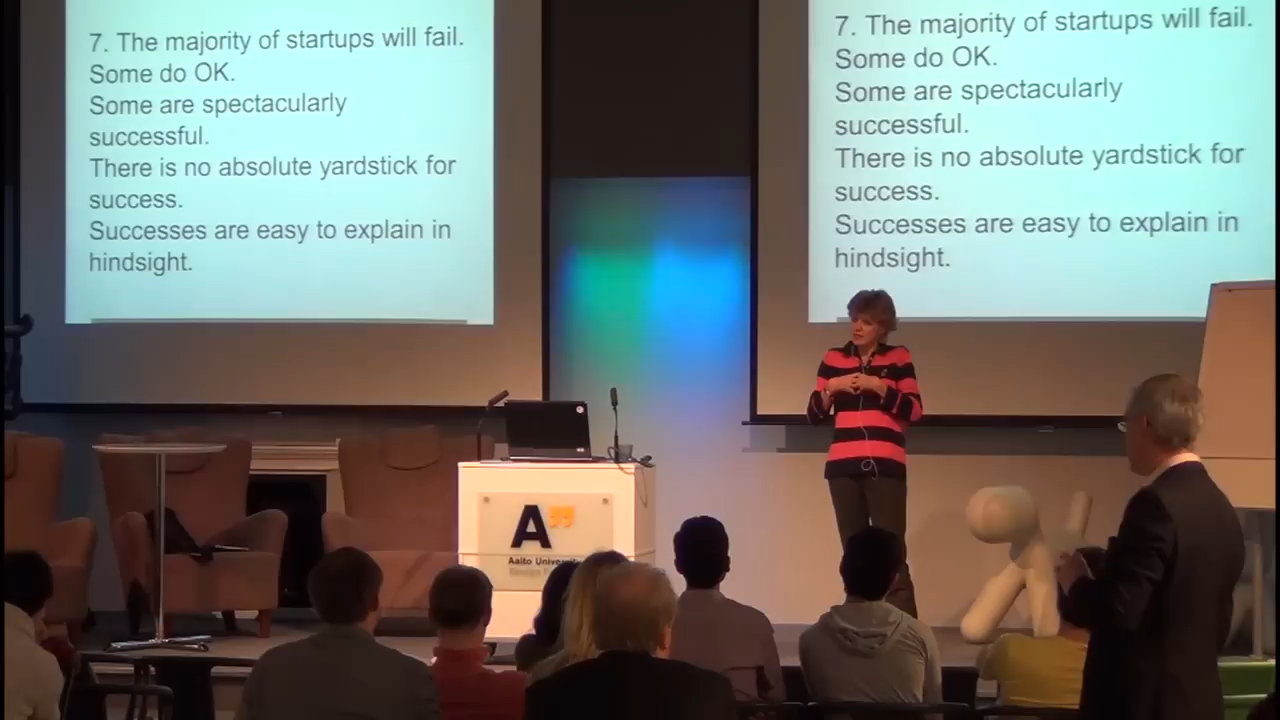 7. The majority of startups will fail.
Some do OK.
Some are spectacularly
successful.
There is no absolute yardstick for
success.
Successes are easy to explain in
hindsight.
7. The majority of startups will fail.
Some do OK.
Some are spectacularly
successful.
There is no absolute yardstick for
success.
Successes are easy to explain in
hindsight.
A”
Aalto